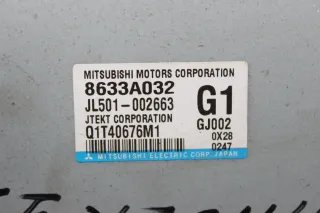 MITSUBISHI MOTORS CORPORATION
8633A032
JL501-002663 G1
JTEKT CORPORATION GJ002
Q1T40676M1 0X28
0247
MITSUBISHI ELECTRIC CORP. JAPAN